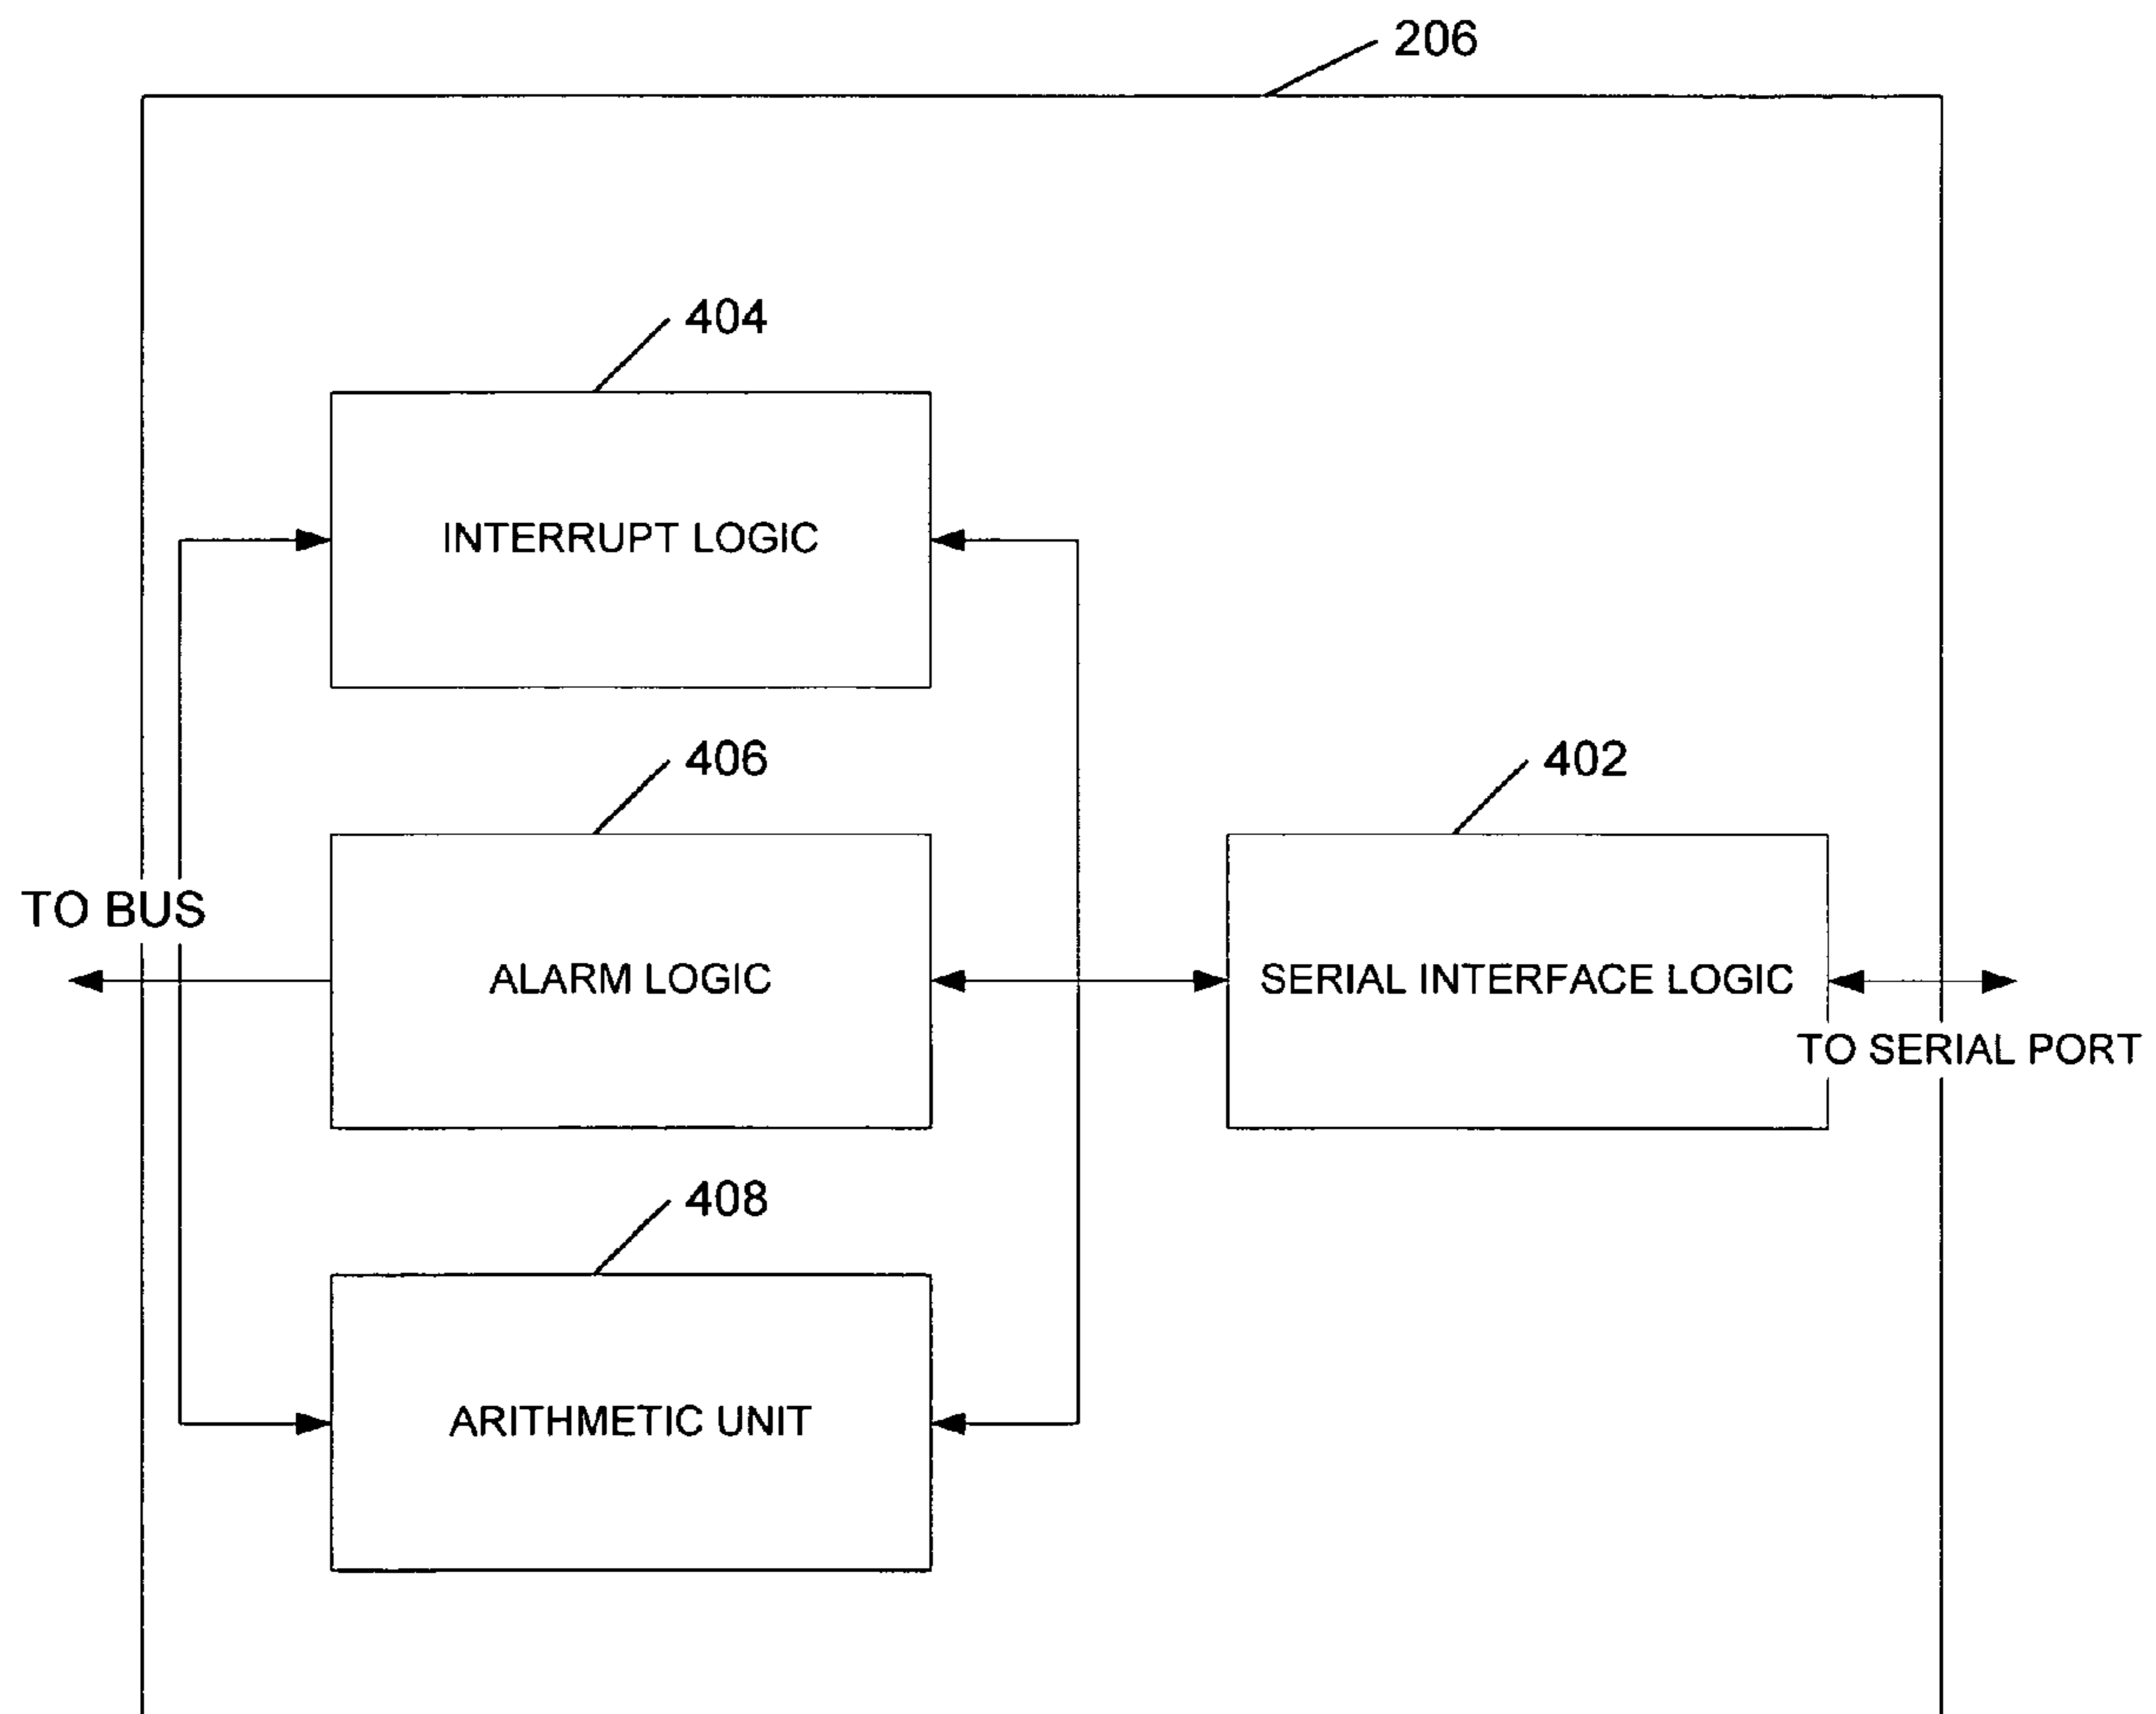 206
404
INTERRUPT LOGIC
406
402
TO BUS
ALARM LOGIC
SERIAL INTERFACE LOGIC
TO SERIAL PORT
408
ARITHMETIC UNIT